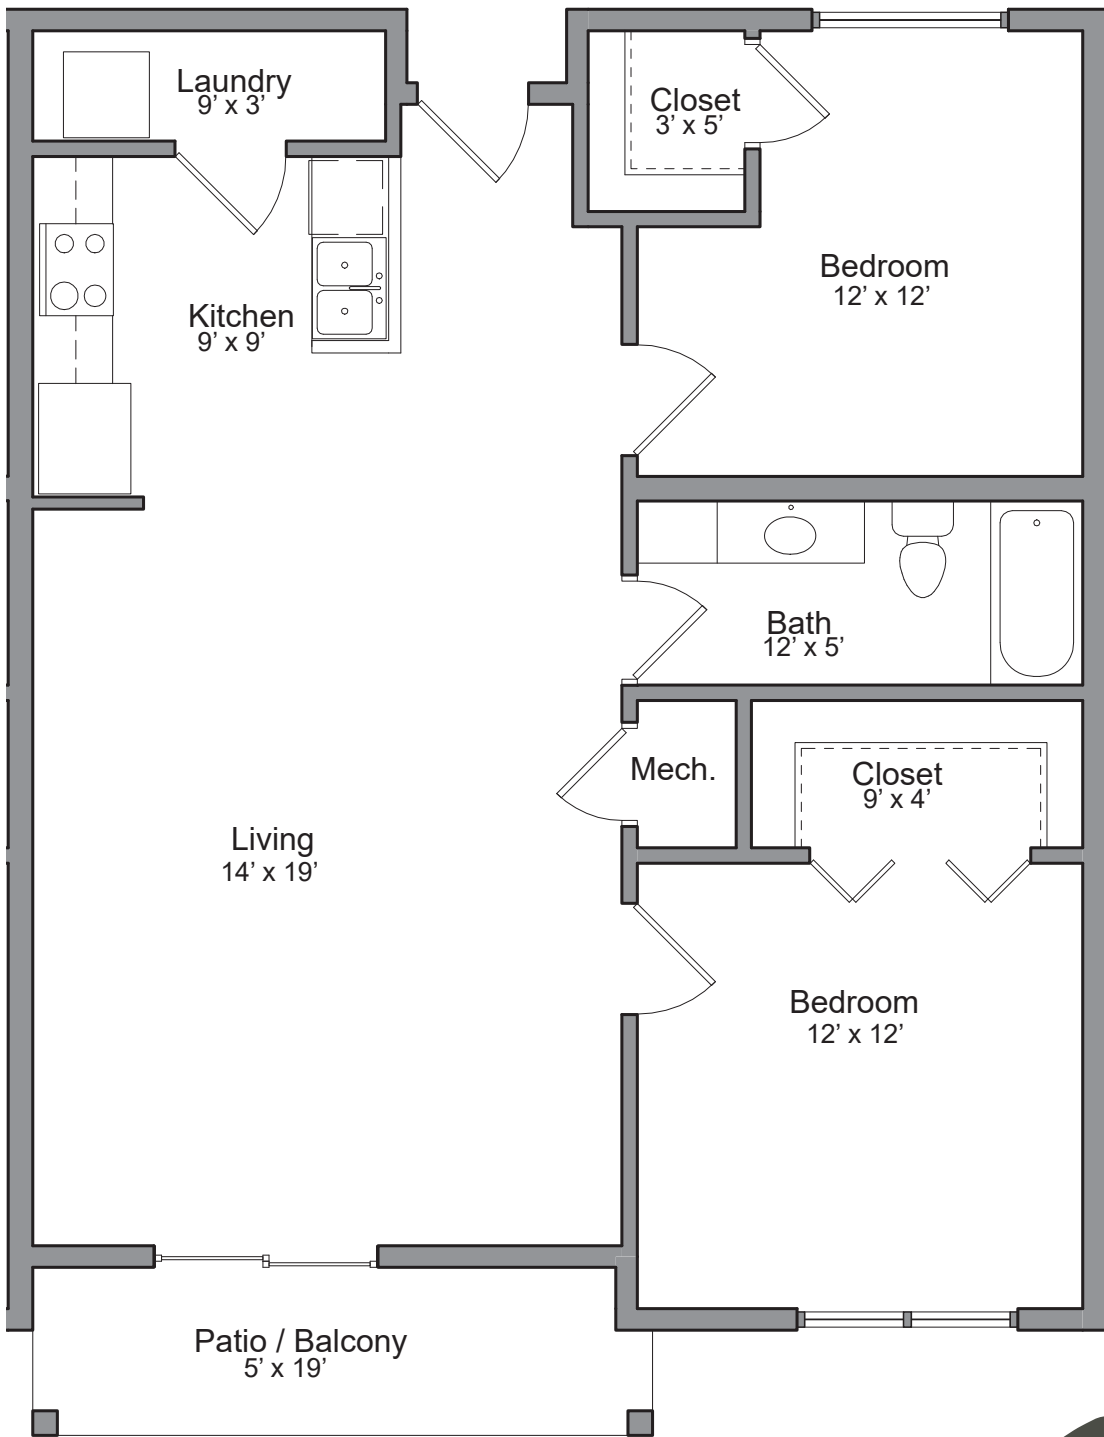 Laundry
9’ x 3’
Closet
3’ x 5’
Bedroom
12’ x 12’
Kitchen
9’ x 9’
Bath
12’ x 5’
Mech.
Closet
9’ x 4’
Living
14’ x 19’
Bedroom
12’ x 12’
Patio / Balcony
5’ x 19’